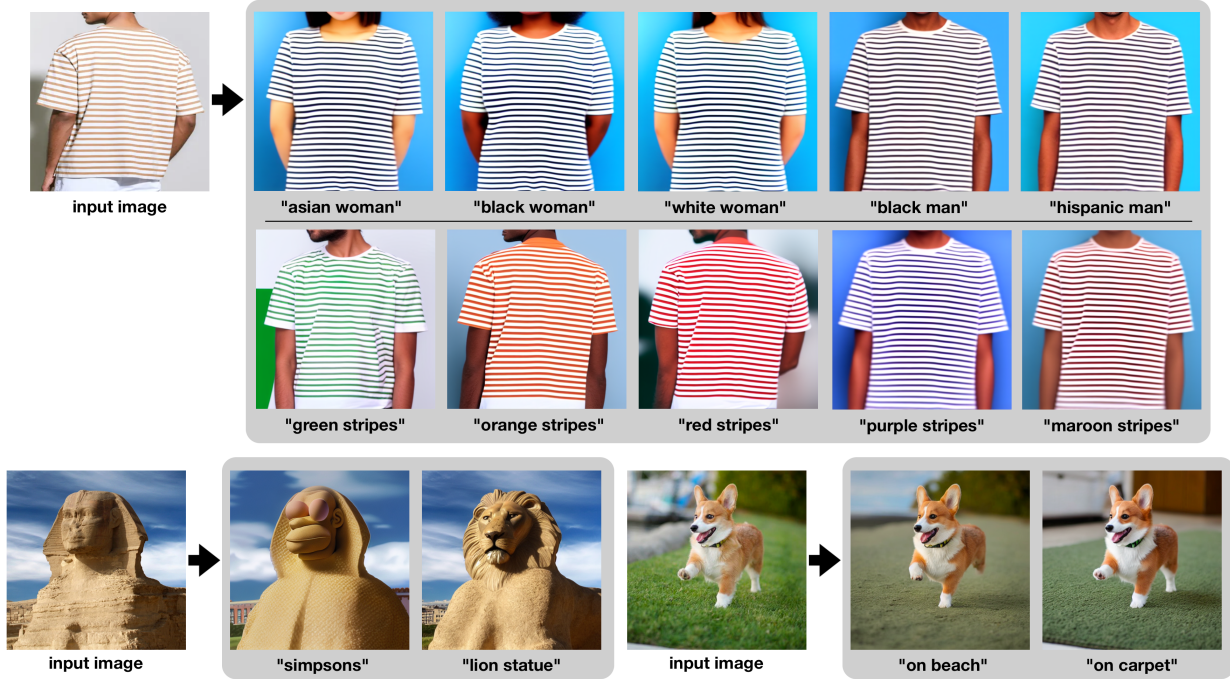 input image
"asian woman"
"black woman"
"white woman"
"black man"
"hispanic man"
"green stripes"
"orange stripes"
"red stripes"
"purple stripes"
"maroon stripes"
input image
"simpsons"
"lion statue"
input image
"on beach"
"on carpet"